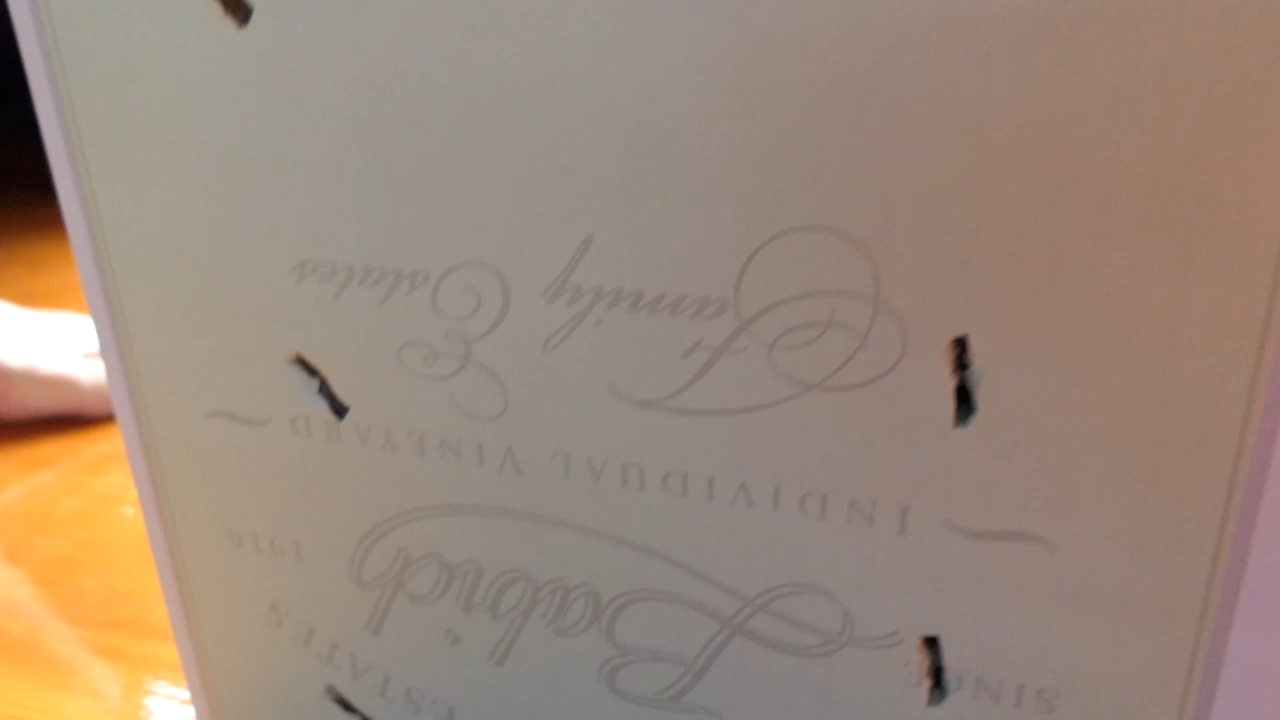 ESTATES
Babich
SINCE 1916
INDIVIDUAL VINEYARD
Family Estates